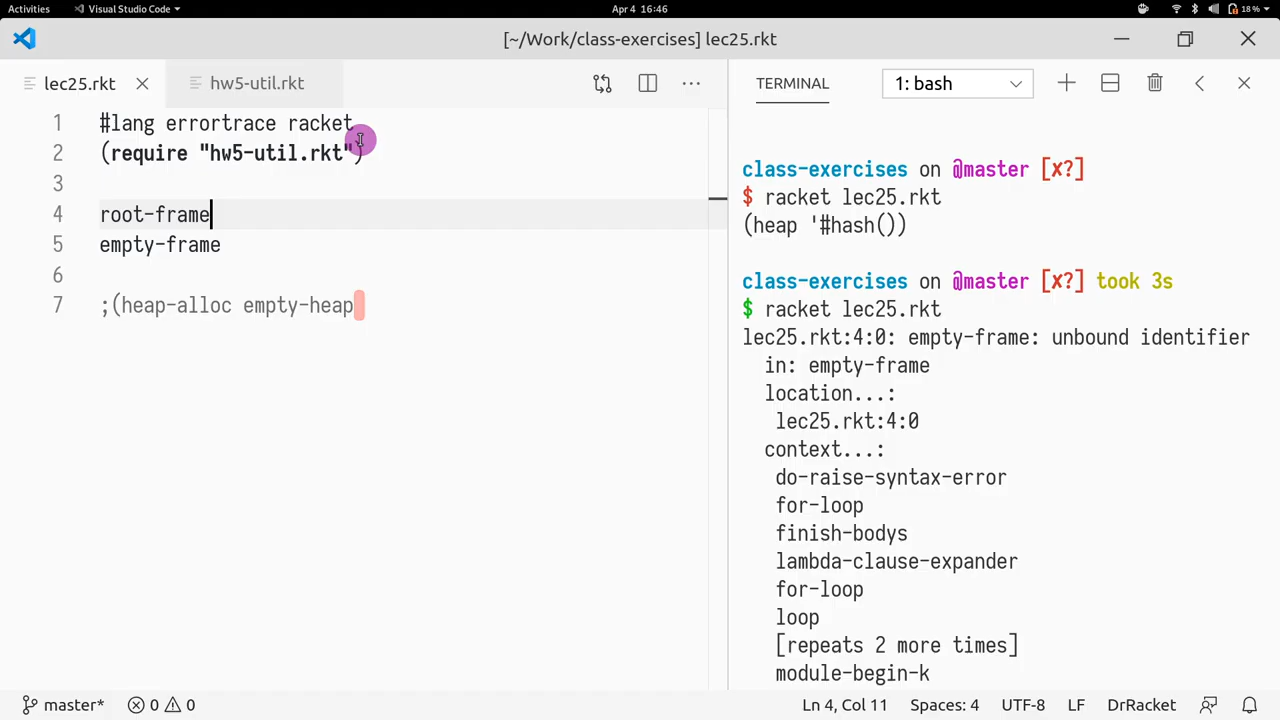 Activities Visual Studio Code Apr 4 16:46 18%
[~/Work/class-exercises] lec25.rkt
lec25.rkt hw5-util.rkt
1 #lang errortrace racket
2 (require "hw5-util.rkt")
3
4 root-frame
5 empty-frame
6
7 ;(heap-alloc empty-heap
TERMINAL 1: bash
class-exercises on @master [✘?]
$ racket lec25.rkt
(heap '#hash())
class-exercises on @master [✘?] took 3s
$ racket lec25.rkt
lec25.rkt:4:0: empty-frame: unbound identifier
in: empty-frame
location...:
lec25.rkt:4:0
context...:
do-raise-syntax-error
for-loop
finish-bodys
lambda-clause-expander
for-loop
loop
[repeats 2 more times]
module-begin-k
master* 0 0 Ln 4, Col 11 Spaces: 4 UTF-8 LF DrRacket